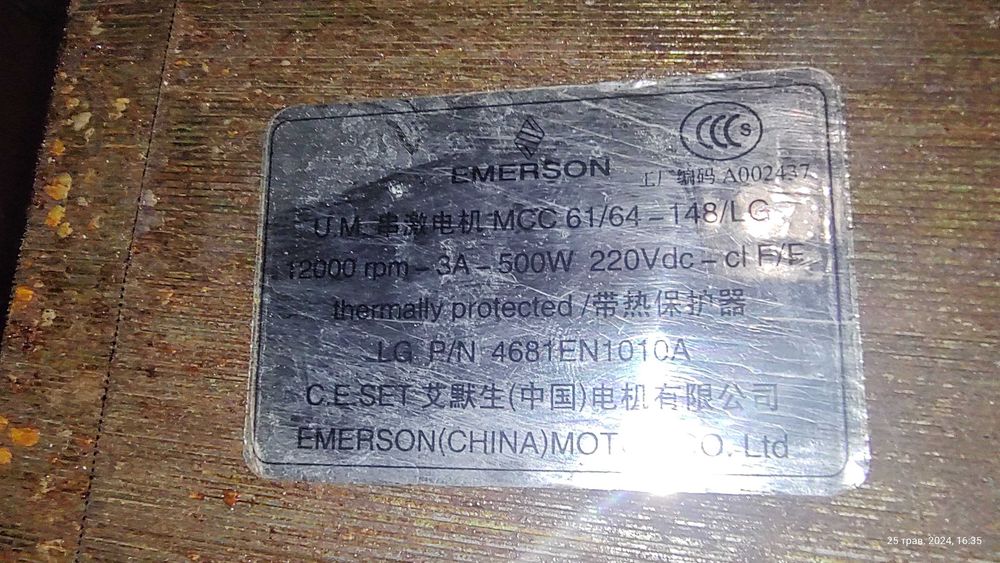 CCC S
EMERSON
工厂编码 A002437
U.M. 串激电机 MCC 61/64-148/LG
12000 rpm-3A-500W 220Vdc-cl F/F
thermally protected /带热保护器
LG P/N 4681EN1010A
C.E.SET 艾默生(中国)电机有限公司
EMERSON(CHINA) CO. Ltd
25 трав. 2024, 16:35